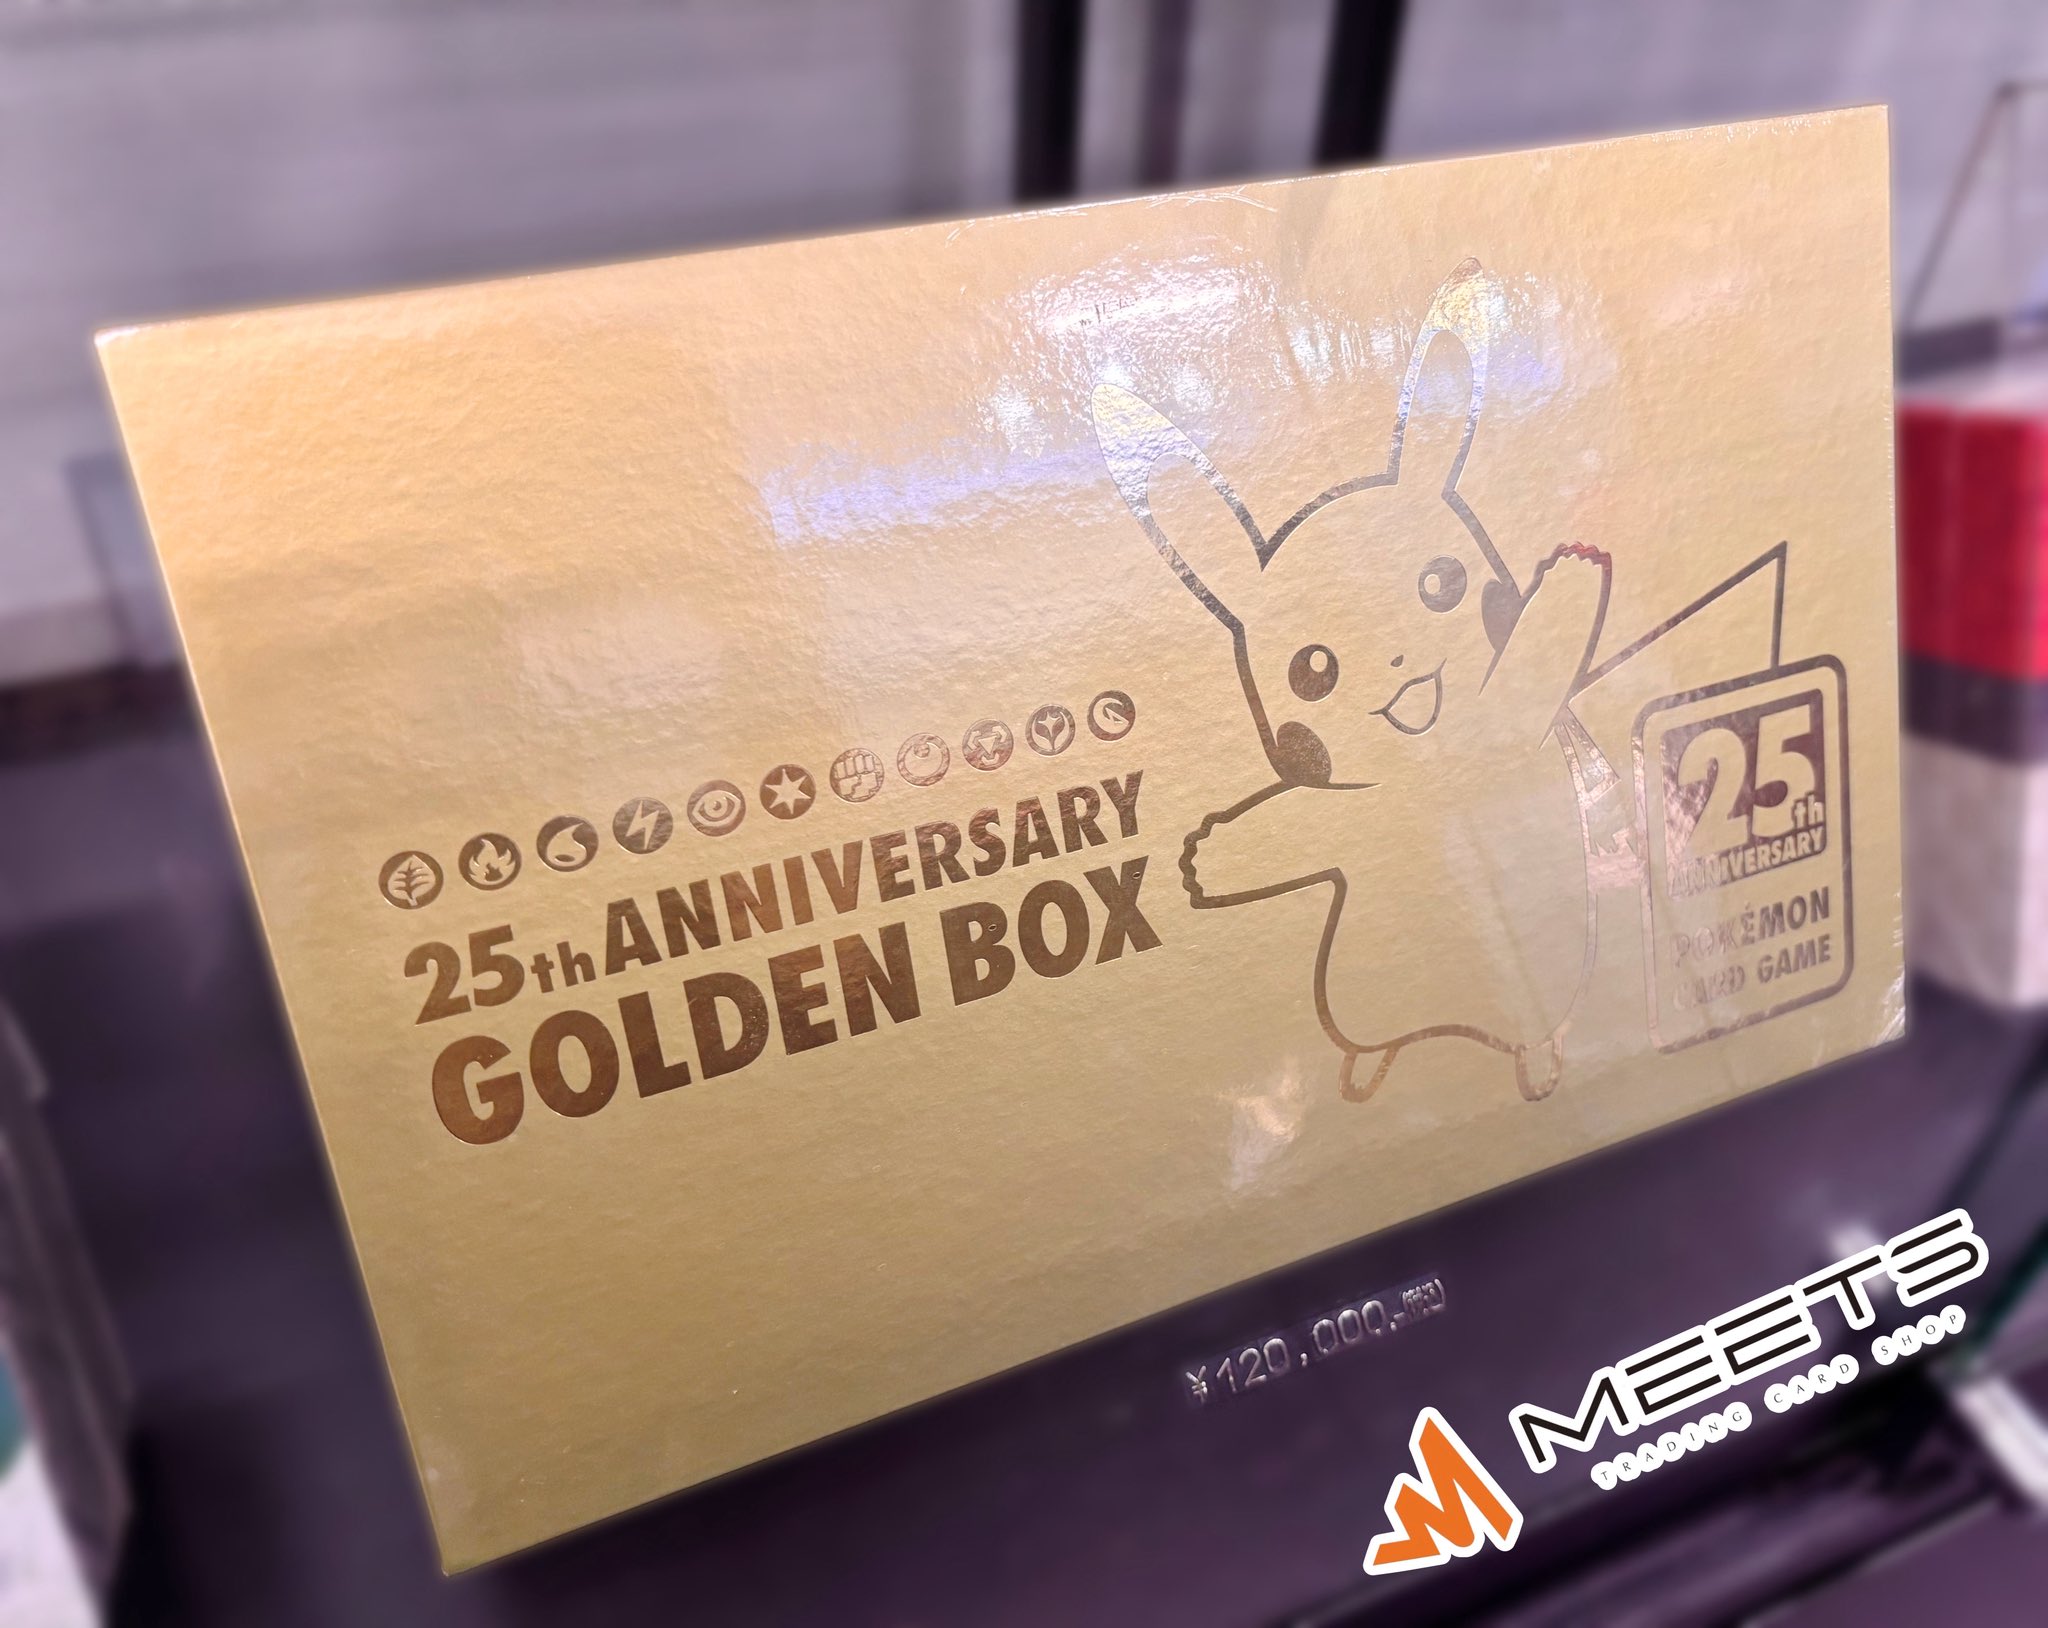 25th ANNIVERSARY
GOLDEN BOX
25th
ANNIVERSARY
POKÉMON
CARD GAME
¥120,000.-(税込)
MEETS
TRADING CARD SHOP